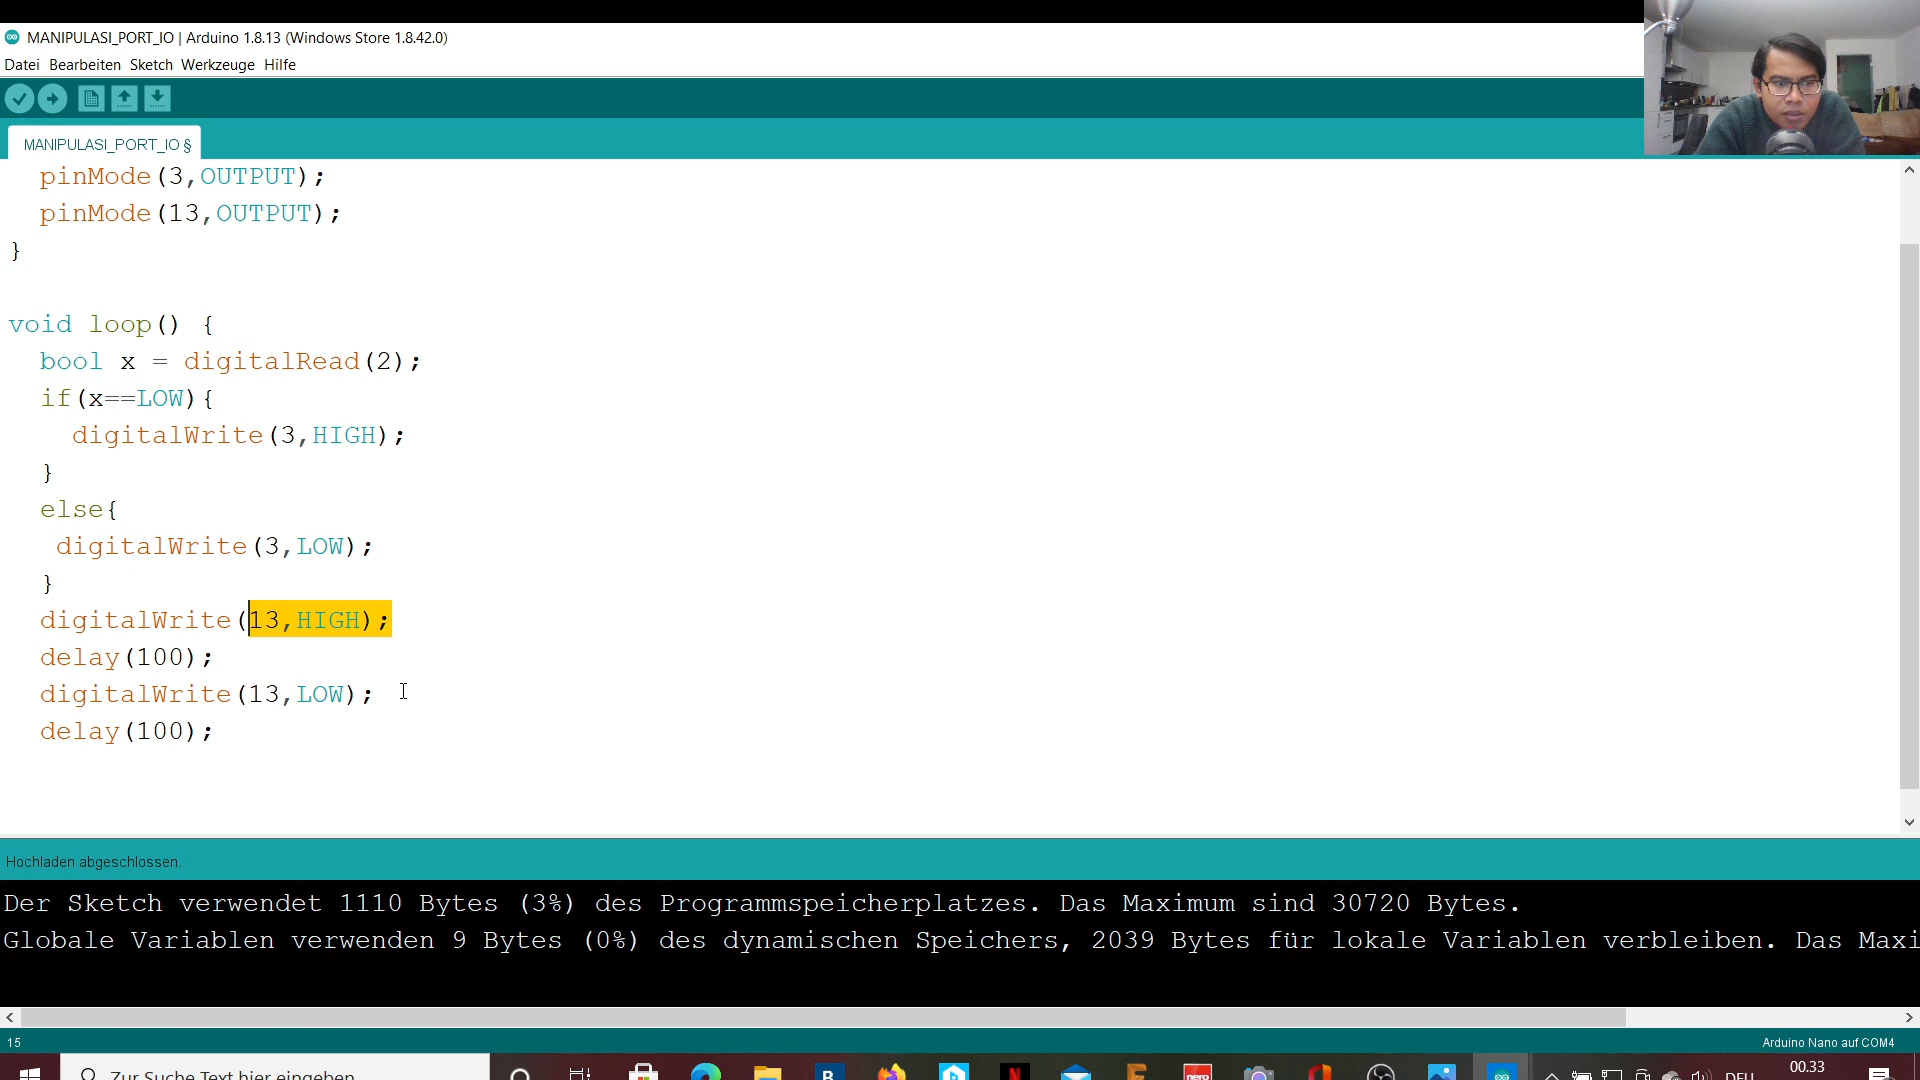 MANIPULASI_PORT_IO | Arduino 1.8.13 (Windows Store 1.8.42.0)
Datei Bearbeiten Sketch Werkzeuge Hilfe
MANIPULASI_PORT_IO §
pinMode(3,OUTPUT);
pinMode(13,OUTPUT);
}
void loop() {
bool x = digitalRead(2);
if(x==LOW){
digitalWrite(3,HIGH);
}
else{
digitalWrite(3,LOW);
}
digitalWrite(13,HIGH);
delay(100);
digitalWrite(13,LOW);
delay(100);
Hochladen abgeschlossen.
Der Sketch verwendet 1110 Bytes (3%) des Programmspeicherplatzes. Das Maximum sind 30720 Bytes.
Globale Variablen verwenden 9 Bytes (0%) des dynamischen Speichers, 2039 Bytes für lokale Variablen verbleiben. Das Maxi
15
Arduino Nano auf COM4
Zur Suche Text hier eingeben
DEU
00.33